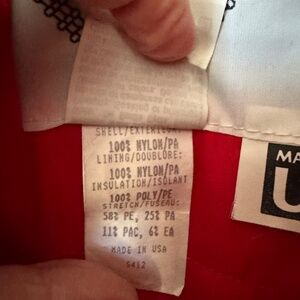 SHELL/EXTERIEUR:
100% NYLON/PA
LINING/DOUBLURE:
100% NYLON/PA
INSULATION/ISOLANT
100% POLY/PE
STRETCH/FUSEAU:
58% PE, 25% PA
11% PAC, 6% EA
MADE IN USA
5412
MA
U